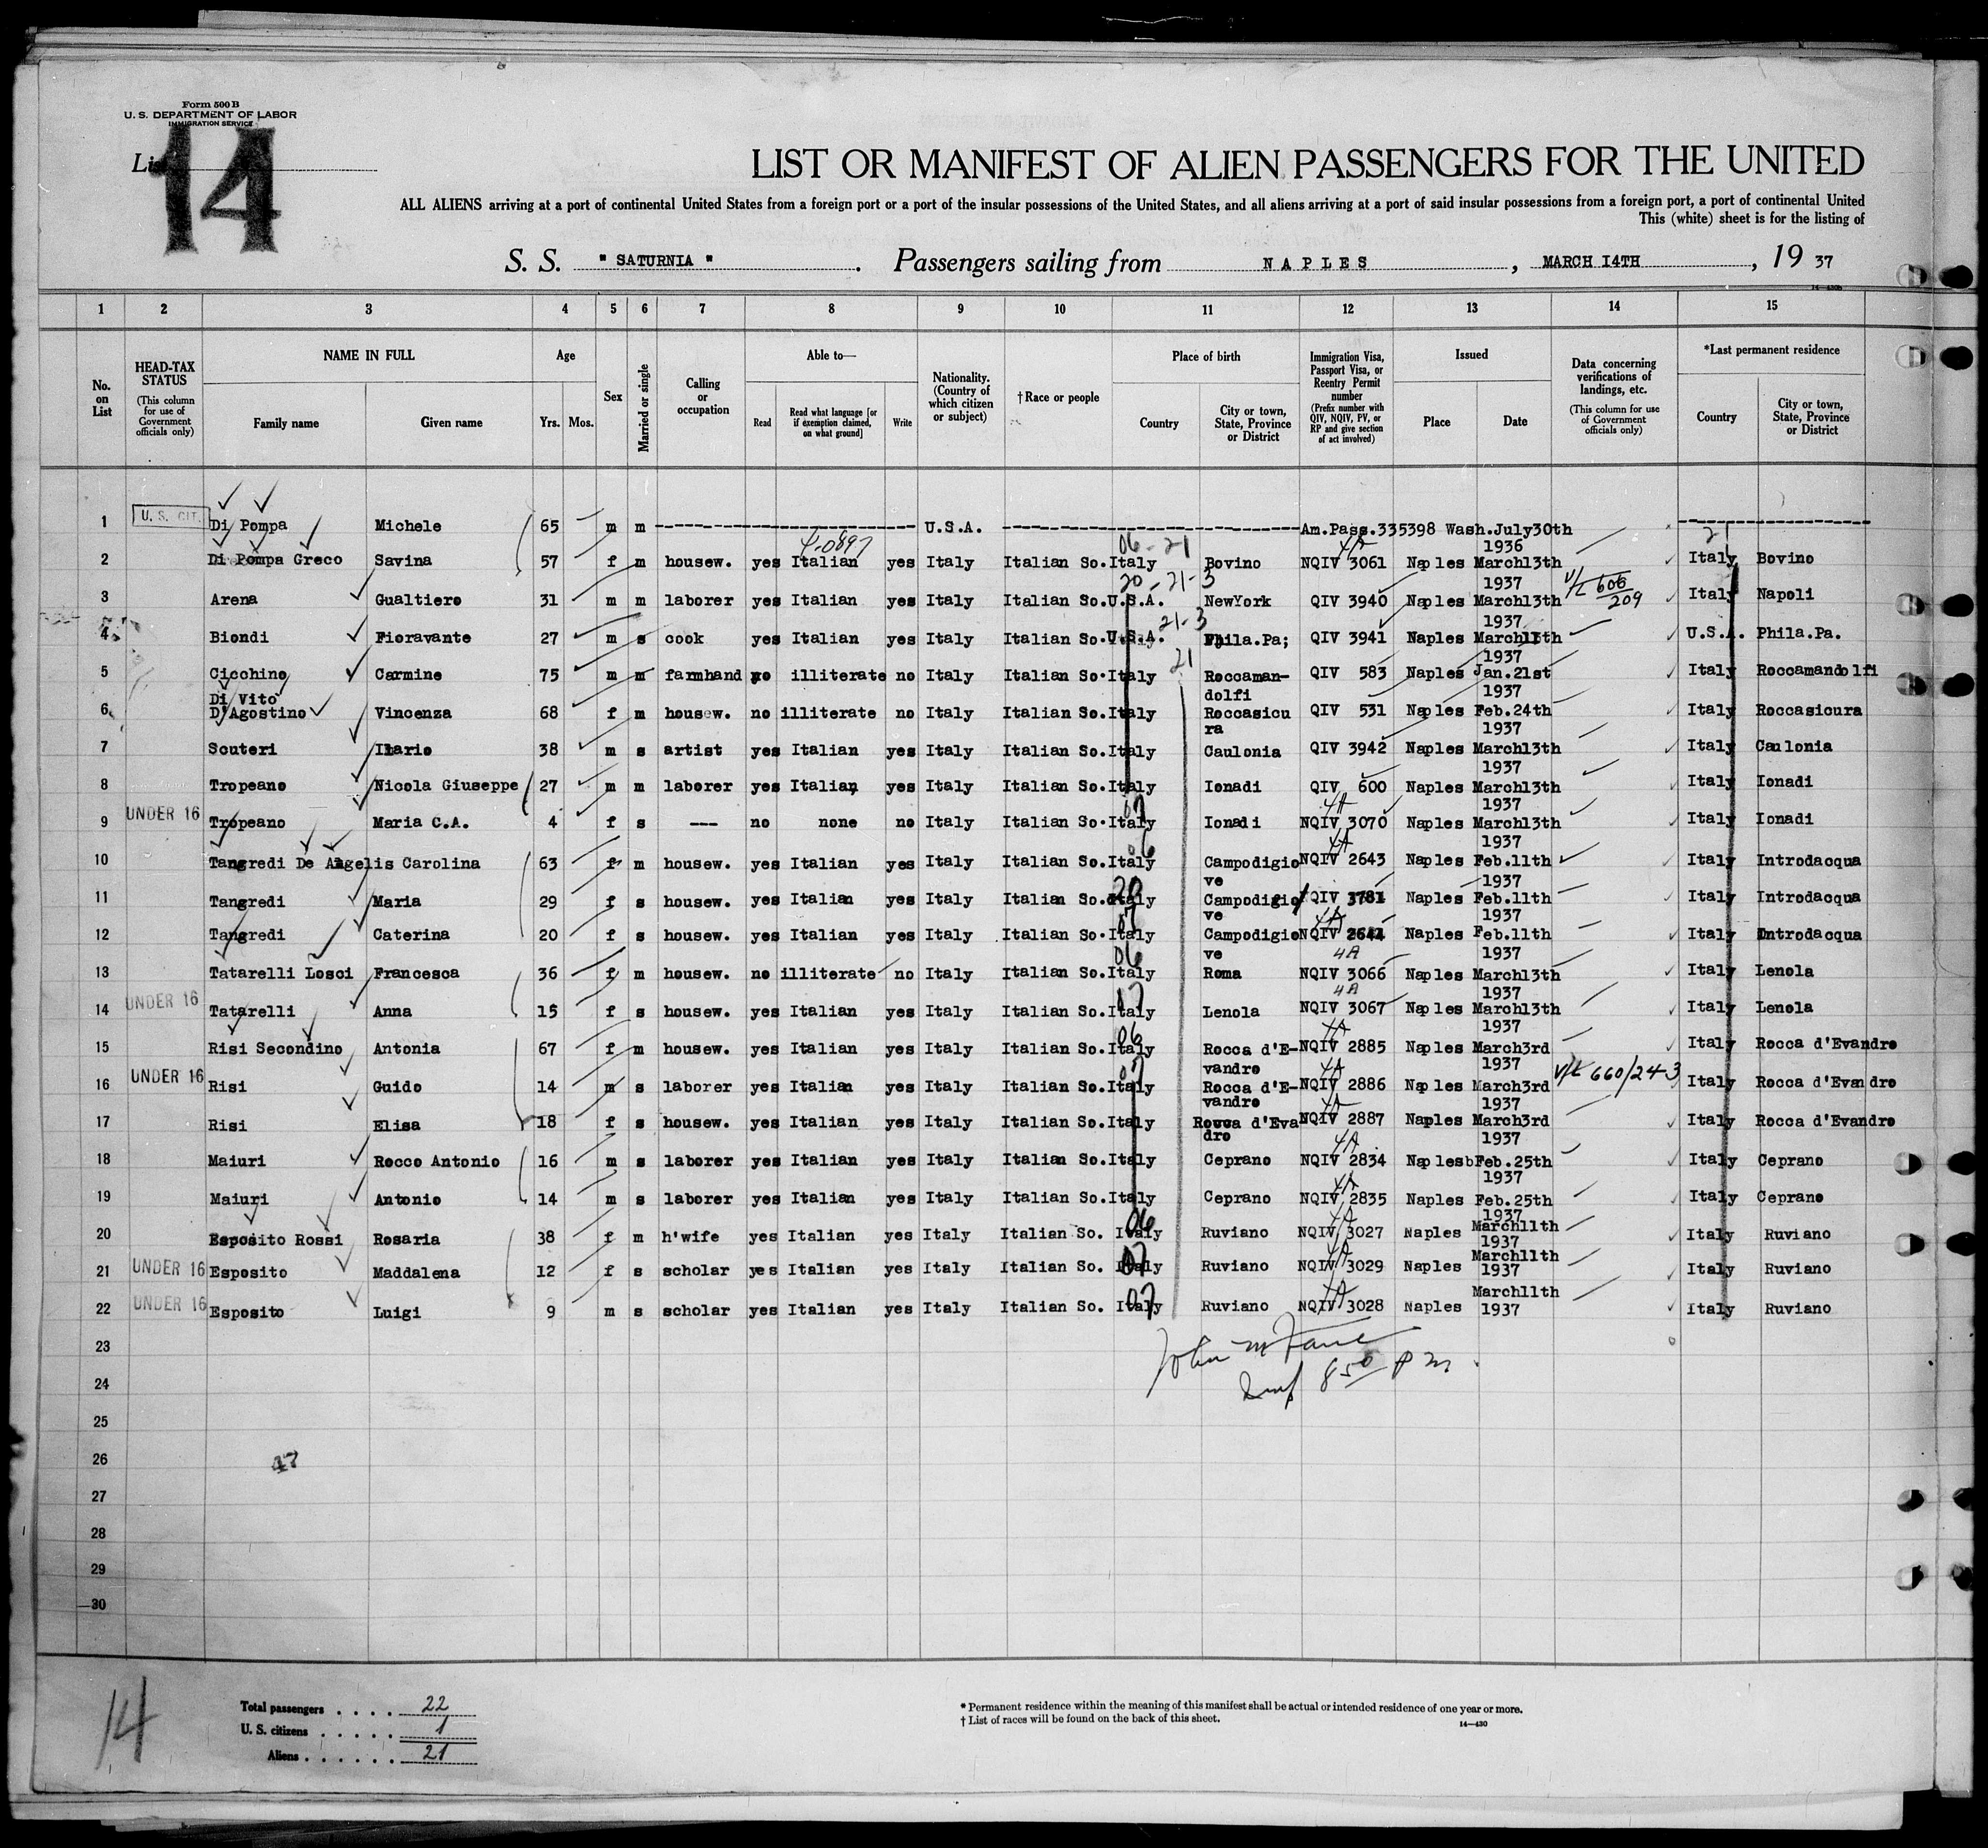 Form 500 B
U. S. DEPARTMENT OF LABOR
IMMIGRATION SERVICE
List 14
LIST OR MANIFEST OF ALIEN PASSENGERS FOR THE UNITED
ALL ALIENS arriving at a port of continental United States from a foreign port or a port of the insular possessions of the United States, and all aliens arriving at a port of said insular possessions from a foreign port, a port of continental United
This (white) sheet is for the listing of
S. S. " SATURNIA " . Passengers sailing from NAPLES , MARCH I4TH , 19 37
1 2 3 4 5 6 7 8 9 10 11 12 13 14 15
No. on List
HEAD-TAX STATUS (This column for use of Government officials only)
NAME IN FULL Family name Given name
Age Yrs. Mos.
Sex
Married or single
Calling or occupation
Able to— Read Read what language [or if exemption claimed, on what ground] Write
Nationality. (Country of which citizen or subject)
†Race or people
Place of birth Country City or town, State, Province or District
Immigration Visa, Passport Visa, or Reentry Permit number (Prefix number with QIV, NQIV, PV, or RP and give section of act involved)
Issued Place Date
Data concerning verifications of landings, etc. (This column for use of Government officials only)
*Last permanent residence Country City or town, State, Province or District
1 U. S. CIT. Di Pompa Michele 65 m m U.S.A. Am.Pass.335398 Wash.July30th 1936
2 Di Pompa Greco Savina 57 f m housew. yes Italian yes Italy Italian So. Italy Bovino NQIV 3061 Naples March13th 1937 Italy Bovino
3 Arena Gualtiero 31 m m laborer yes Italian yes Italy Italian So. U.S.A. NewYork QIV 3940 Naples March13th 1937 V/L 606/209 Italy Napoli
4 Biondi Fioravante 27 m s cook yes Italian yes Italy Italian So. U.S.A. Phila.Pa; QIV 3941 Naples March13th 1937 U.S.A. Phila.Pa.
5 Cicchino Carmine 75 m m farmhand no illiterate no Italy Italian So. Italy Roccaman-dolfi QIV 583 Naples Jan.21st 1937 Italy Roccamandolfi
6 Di Vito D'Agostino Vincenza 68 f m housew. no illiterate no Italy Italian So. Italy Roccasicura QIV 531 Naples Feb.24th 1937 Italy Roccasicura
7 Scuteri Ilario 38 m s artist yes Italian yes Italy Italian So. Italy Caulonia QIV 3942 Naples March13th 1937 Italy Caulonia
8 Tropeano Nicola Giuseppe 27 m m laborer yes Italian yes Italy Italian So. Italy Ionadi QIV 600 Naples March13th 1937 Italy Ionadi
9 UNDER 16 Tropeano Maria C.A. 4 f s --- no none no Italy Italian So. Italy Ionadi NQIV 3070 Naples March13th 1937 Italy Ionadi
10 Tangredi De Angelis Carolina 63 f m housew. yes Italian yes Italy Italian So. Italy Campodigiove NQIV 2643 Naples Feb.11th 1937 Italy Introdacqua
11 Tangredi Maria 29 f s housew. yes Italian yes Italy Italian So. Italy Campodigiove QIV 3781 Naples Feb.11th 1937 Italy Introdacqua
12 Tangredi Caterina 20 f s housew. yes Italian yes Italy Italian So. Italy Campodigiove NQIV 2644 Naples Feb.11th 1937 Italy Introdacqua
13 Tatarelli Losci Francesca 36 f m housew. no illiterate no Italy Italian So. Italy Roma NQIV 3066 Naples March13th 1937 Italy Lenola
14 UNDER 16 Tatarelli Anna 15 f s housew. yes Italian yes Italy Italian So. Italy Lenola NQIV 3067 Naples March13th 1937 Italy Lenola
15 Risi Secondino Antonia 67 f m housew. yes Italian yes Italy Italian So. Italy Rocca d'E-vandro NQIV 2885 Naples March3rd 1937 Italy Rocca d'Evandro
16 UNDER 16 Risi Guido 14 m s laborer yes Italian yes Italy Italian So. Italy Rocca d'E-vandro NQIV 2886 Naples March3rd 1937 V/L 660/243 Italy Rocca d'Evandro
17 Risi Elisa 18 f s housew. yes Italian yes Italy Italian So. Italy Rocca d'Evadro NQIV 2887 Naples March3rd 1937 Italy Rocca d'Evandro
18 Maiuri Rocco Antonio 16 m s laborer yes Italian yes Italy Italian So. Italy Ceprano NQIV 2834 Naples Feb.25th 1937 Italy Ceprano
19 Maiuri Antonio 14 m s laborer yes Italian yes Italy Italian So. Italy Ceprano NQIV 2835 Naples Feb.25th 1937 Italy Ceprano
20 Esposito Rossi Rosaria 38 f m h'wife yes Italian yes Italy Italian So. Italy Ruviano NQIV 3027 Naples March11th 1937 Italy Ruviano
21 UNDER 16 Esposito Maddalena 12 f s scholar yes Italian yes Italy Italian So. Italy Ruviano NQIV 3029 Naples March11th 1937 Italy Ruviano
22 UNDER 16 Esposito Luigi 9 m s scholar yes Italian yes Italy Italian So. Italy Ruviano NQIV 3028 Naples March11th 1937 Italy Ruviano
23
24
25
26
27
28
29
30
47
850 P M.
14
Total passengers . . . . 22
U. S. citizens . . . . . 1
Aliens . . . . . . 21
* Permanent residence within the meaning of this manifest shall be actual or intended residence of one year or more.
† List of races will be found on the back of this sheet.
14—430